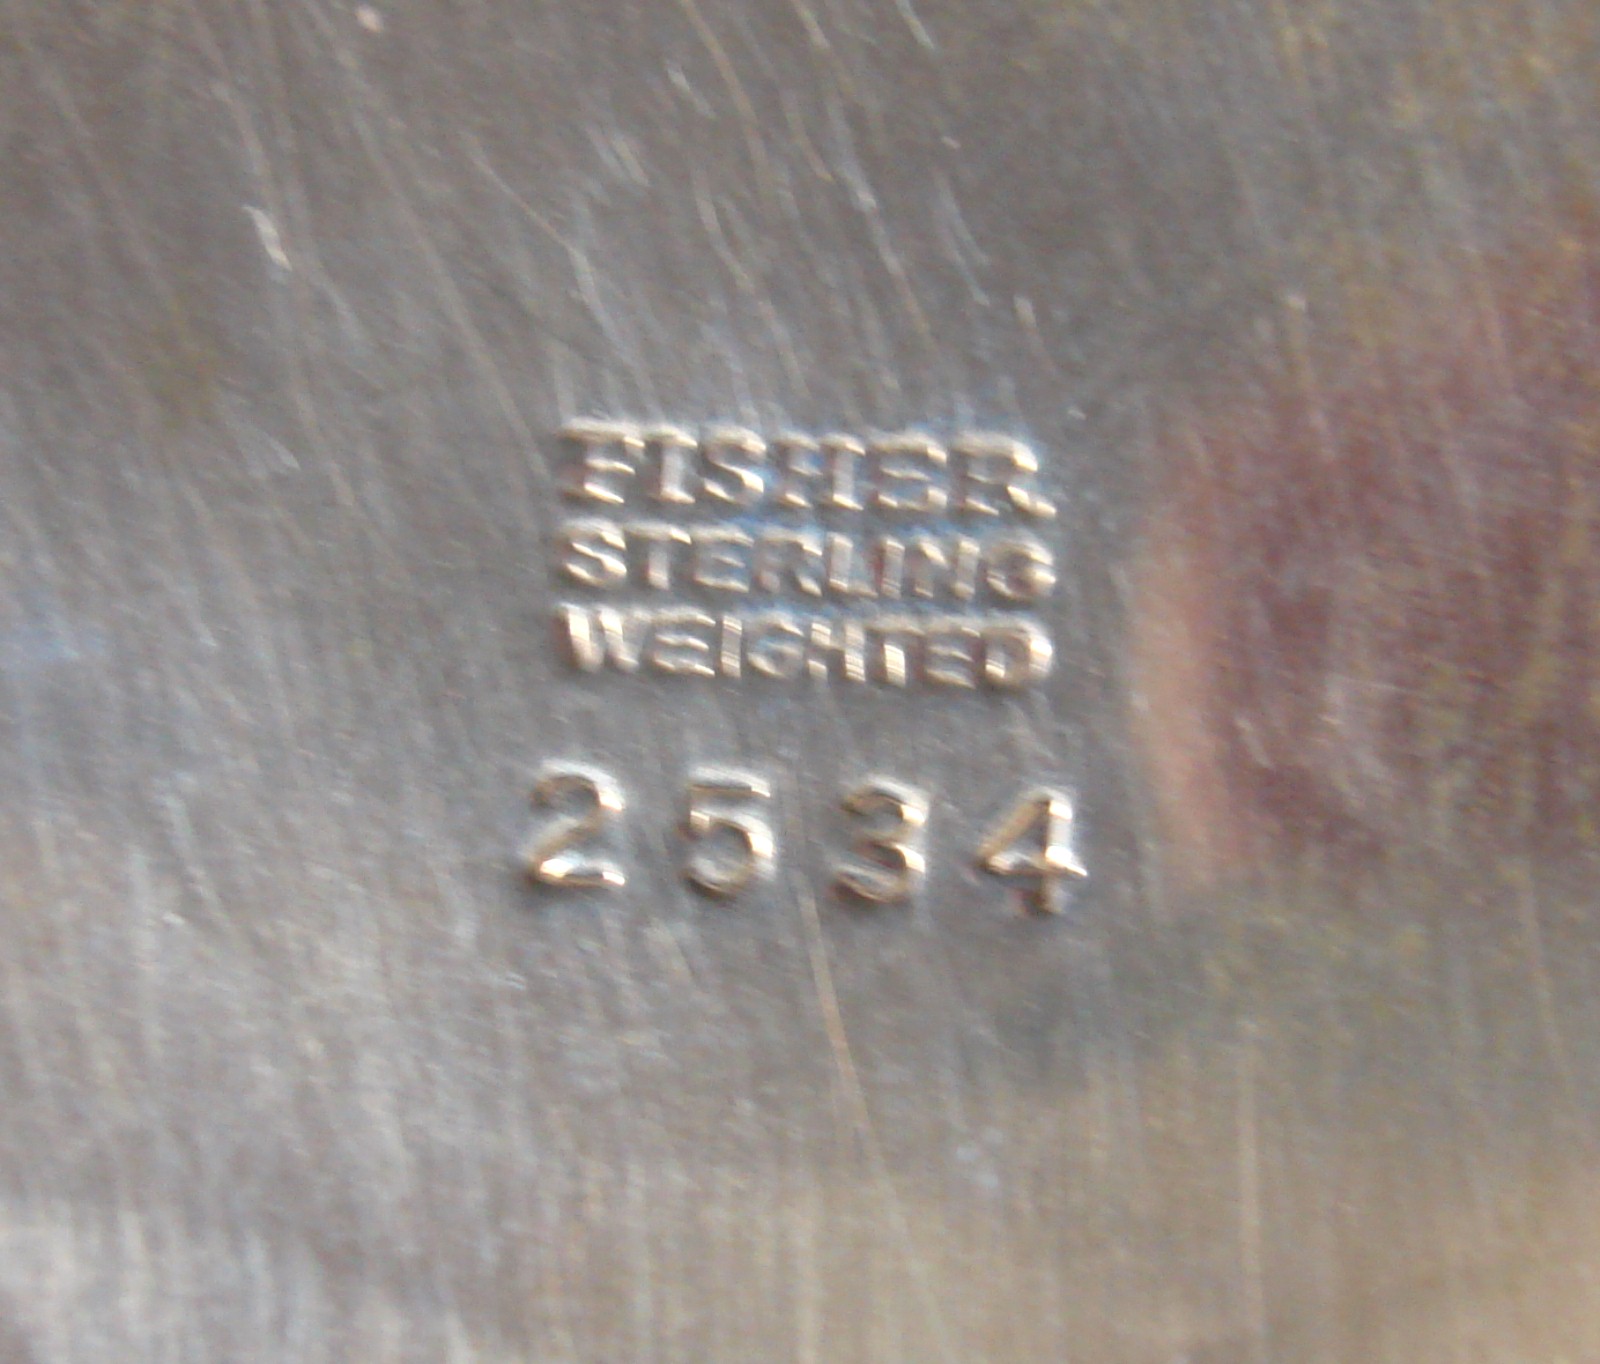 FISHER
STERLING
WEIGHTED
2534